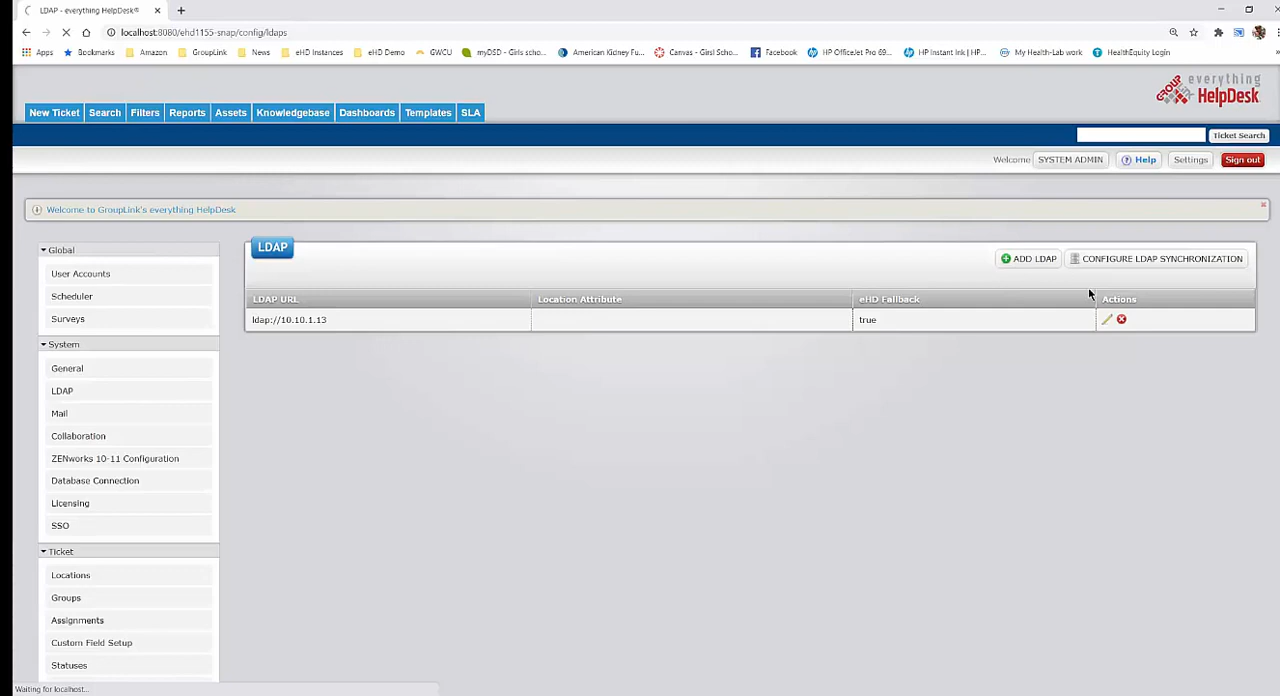 LDAP - everything HelpDesk®
localhost:8080/ehd1155-snap/config/ldaps
Apps Bookmarks Amazon GroupLink News eHD Instances eHD Demo GWCU myDSD - Girls scho... American Kidney Fu... Canvas - Girsl Scho... Facebook HP OfficeJet Pro 69... HP Instant Ink | HP... My Health-Lab work HealthEquity Login
GROUP everything
HelpDesk
New Ticket Search Filters Reports Assets Knowledgebase Dashboards Templates SLA
Ticket Search
Welcome SYSTEM ADMIN Help Settings Sign out
Welcome to GroupLink's everything HelpDesk
Global
User Accounts
Scheduler
Surveys
System
General
LDAP
Mail
Collaboration
ZENworks 10-11 Configuration
Database Connection
Licensing
SSO
Ticket
Locations
Groups
Assignments
Custom Field Setup
Statuses
LDAP
ADD LDAP CONFIGURE LDAP SYNCHRONIZATION
LDAP URL Location Attribute eHD Fallback Actions
ldap://10.10.1.13 true
Waiting for localhost...